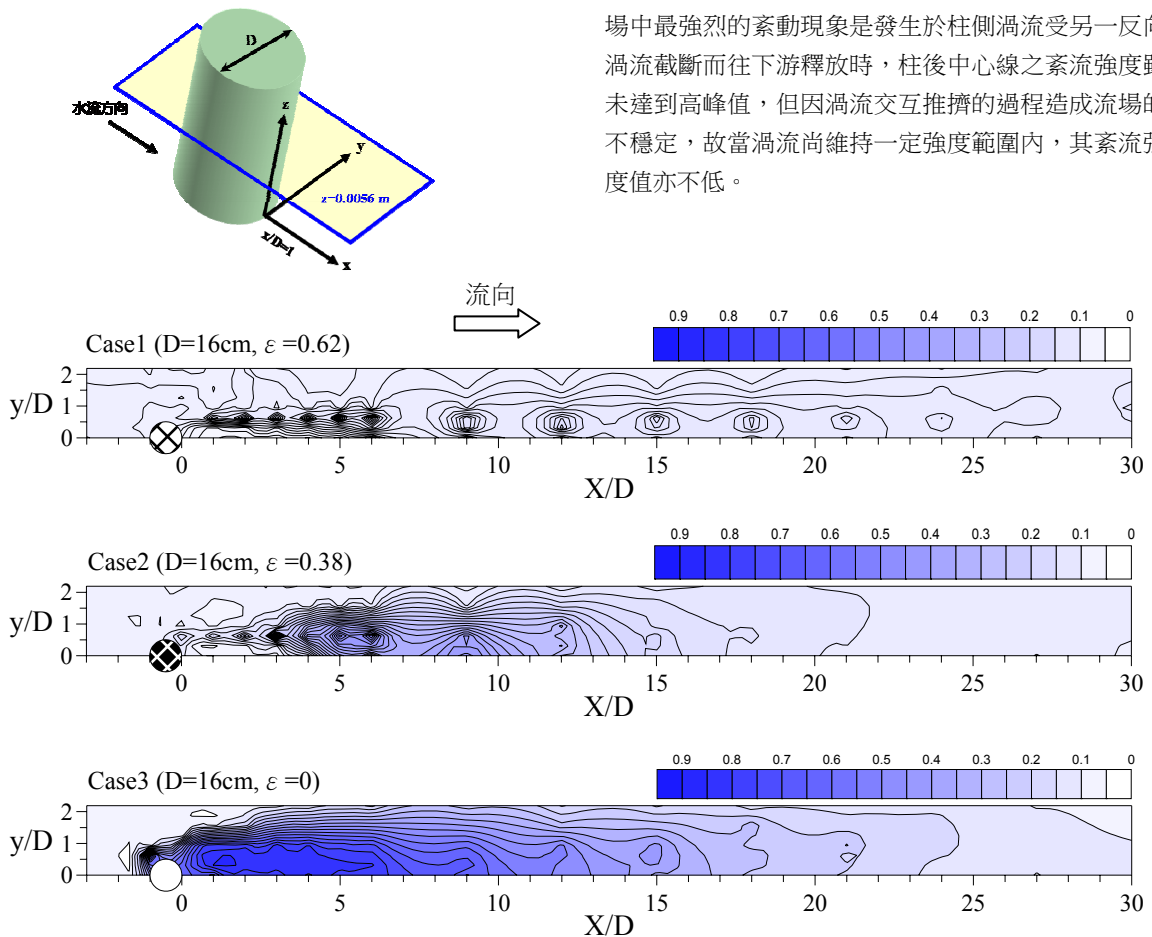 場中最強烈的紊動現象是發生於柱側渦流受另一反向
渦流截斷而往下游釋放時,柱後中心線之紊流強度雖
未達到高峰值,但因渦流交互推擠的過程造成流場的
不穩定,故當渦流尚維持一定強度範圍內,其紊流強
度值亦不低。
D
水流方向
z
y
z=0.0056 m
x/D=1
x
流向
0.9 0.8 0.7 0.6 0.5 0.4 0.3 0.2 0.1 0
Case1 (D=16cm, ε=0.62)
y/D
2
1
0
0 5 10 15 20 25 30
X/D
0.9 0.8 0.7 0.6 0.5 0.4 0.3 0.2 0.1 0
Case2 (D=16cm, ε=0.38)
y/D
2
1
0
0 5 10 15 20 25 30
X/D
0.9 0.8 0.7 0.6 0.5 0.4 0.3 0.2 0.1 0
Case3 (D=16cm, ε=0)
y/D
2
1
0
0 5 10 15 20 25 30
X/D